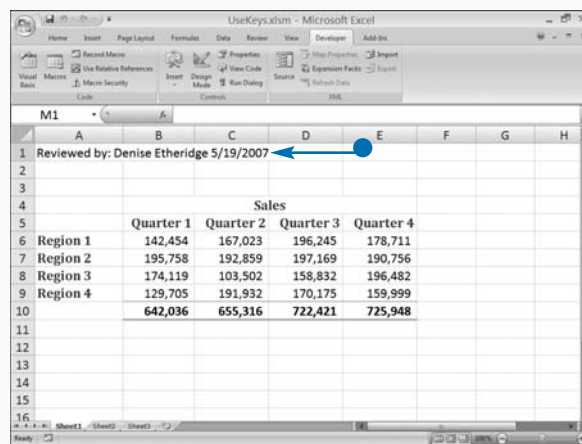 UseKeys.xlsm - Microsoft Excel
Home Insert Page Layout Formulas Data Review View Developer Add-Ins
Visual Basic
Macros
Record Macro
Use Relative References
Macro Security
Code
Insert
Design Mode
Properties
View Code
Run Dialog
Controls
Source
Map Properties
Expansion Packs
Refresh Data
Import
Export
XML
M1 fx
A B C D E F G H
1 Reviewed by: Denise Etheridge 5/19/2007
2
3
4 Sales
5 Quarter 1 Quarter 2 Quarter 3 Quarter 4
6 Region 1 142,454 167,023 196,245 178,711
7 Region 2 195,758 192,859 197,169 190,756
8 Region 3 174,119 103,502 158,832 196,482
9 Region 4 129,705 191,932 170,175 159,999
10 642,036 655,316 722,421 725,948
11
12
13
14
15
16
Sheet1 Sheet2 Sheet3
Ready 100%